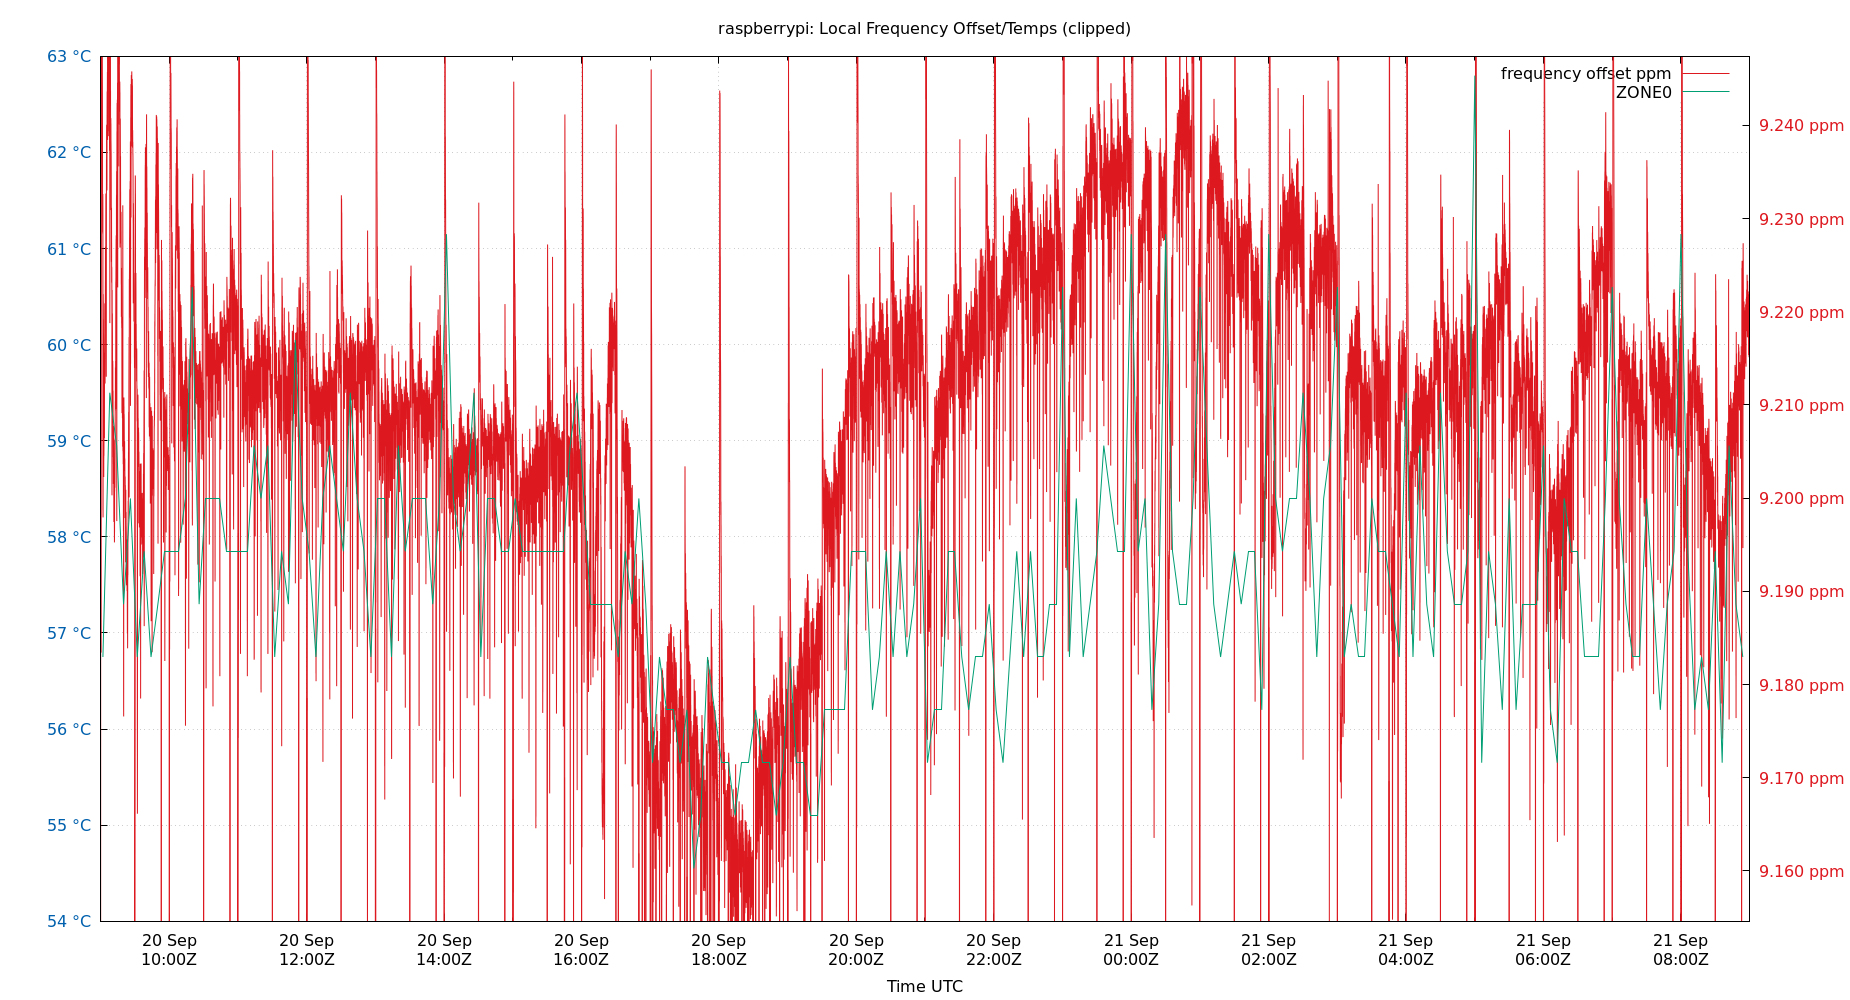 raspberrypi: Local Frequency Offset/Temps (clipped)
frequency offset ppm
ZONE0
63 °C
62 °C
61 °C
60 °C
59 °C
58 °C
57 °C
56 °C
55 °C
54 °C
9.240 ppm
9.230 ppm
9.220 ppm
9.210 ppm
9.200 ppm
9.190 ppm
9.180 ppm
9.170 ppm
9.160 ppm
20 Sep
10:00Z
20 Sep
12:00Z
20 Sep
14:00Z
20 Sep
16:00Z
20 Sep
18:00Z
20 Sep
20:00Z
20 Sep
22:00Z
21 Sep
00:00Z
21 Sep
02:00Z
21 Sep
04:00Z
21 Sep
06:00Z
21 Sep
08:00Z
Time UTC